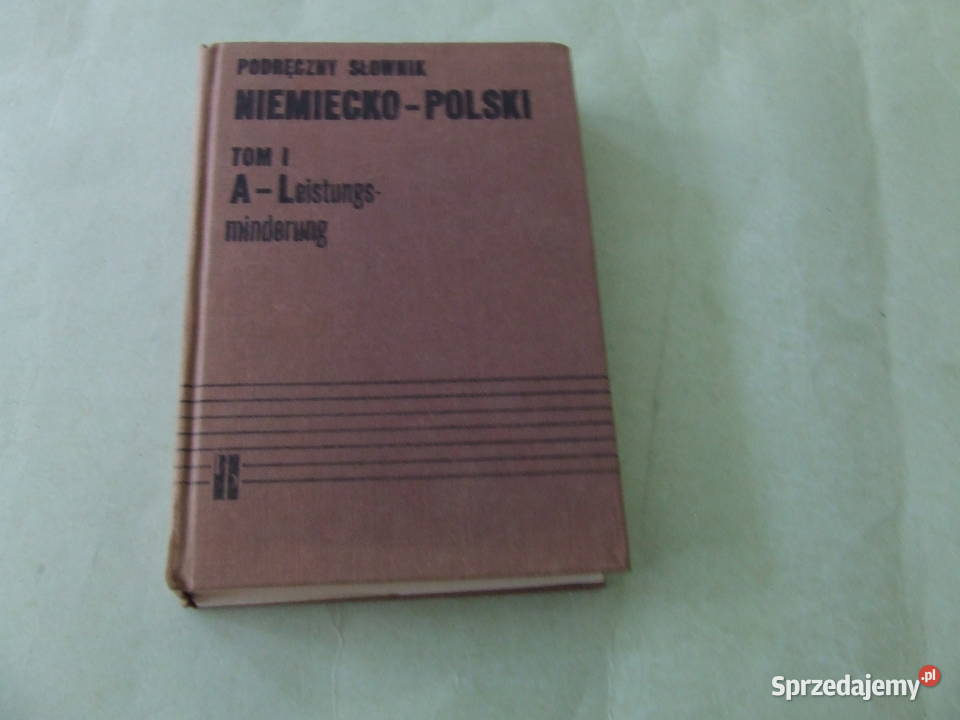 PODRĘCZNY SŁOWNIK
NIEMIECKO-POLSKI
TOM I
A-Leistungs-
minderung
Sprzedajemy.pl